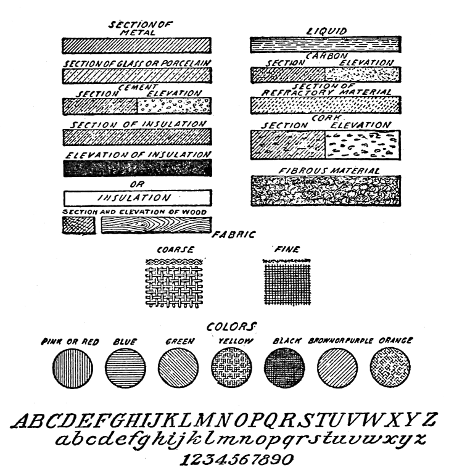 SECTION OF
METAL
SECTION OF GLASS OR PORCELAIN
CEMENT
SECTION ELEVATION
SECTION OF INSULATION
ELEVATION OF INSULATION
OR
INSULATION
SECTION AND ELEVATION OF WOOD
LIQUID
CARBON
SECTION ELEVATION
SECTION OF
REFRACTORY MATERIAL
CORK
SECTION ELEVATION
FIBROUS MATERIAL
FABRIC
COARSE FINE
COLORS
PINK OR RED BLUE GREEN YELLOW BLACK BROWN OR PURPLE ORANGE
ABCDEFGHIJKLMNOPQRSTUVWXYZ
abcdefghijklmnopqrstuvwxyz
1234567890